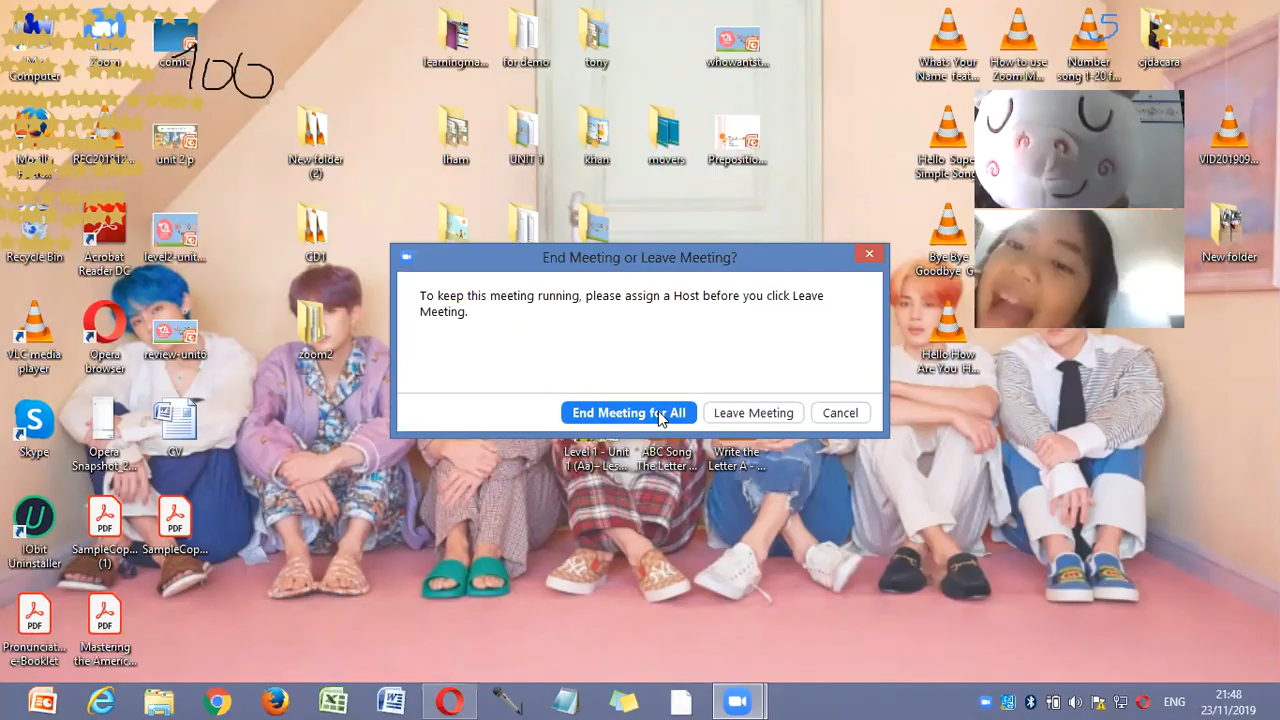 My
Computer
Zoom
comic
100
learningma...
for demo
tony
whowantst...
Whats Your
Name feat...
How to use
Zoom M...
Number
song 1-20 f...
5
cjdacara
REC201912...
unit 2 p
New folder
(2)
lham
UNIT 1
khan
movers
Prepositio...
Hello Supe
Simple Song
VID201909...
Recycle Bin
Acrobat
Reader DC
level2-unit...
CD1
Bye Bye
Goodbye G
New folder
End Meeting or Leave Meeting?
To keep this meeting running, please assign a Host before you click Leave
Meeting.
End Meeting for All
Leave Meeting
Cancel
VLC media
player
Opera
browser
review-unit6
zoom2
Hello How
Are You H...
Skype
Opera
Snapshot_2...
CV
Level 1 - Unit
1 (Aa)– Les...
ABC Song
The Letter ...
Write the
Letter A - ...
IObit
Uninstaller
PDF
SampleCop...
(1)
PDF
SampleCop...
PDF
Pronunciat...
e-Booklet
PDF
Mastering
the Americ...
ENG
21:48
23/11/2019